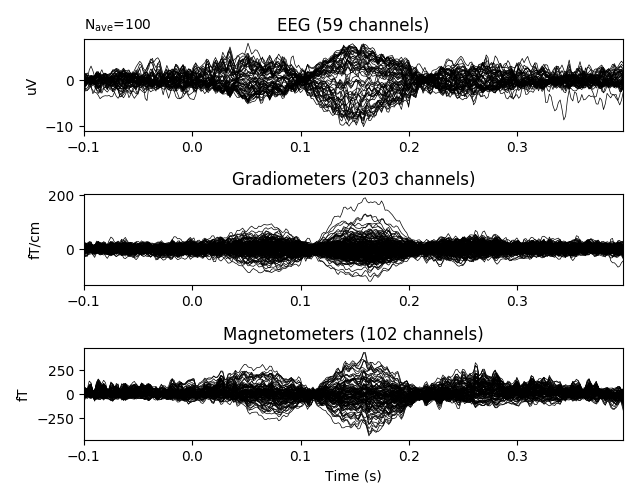 N_ave=100
EEG (59 channels)
uV
0
−10
−0.1 0.0 0.1 0.2 0.3
Gradiometers (203 channels)
fT/cm
200
0
−0.1 0.0 0.1 0.2 0.3
Magnetometers (102 channels)
fT
250
0
−250
−0.1 0.0 0.1 0.2 0.3
Time (s)